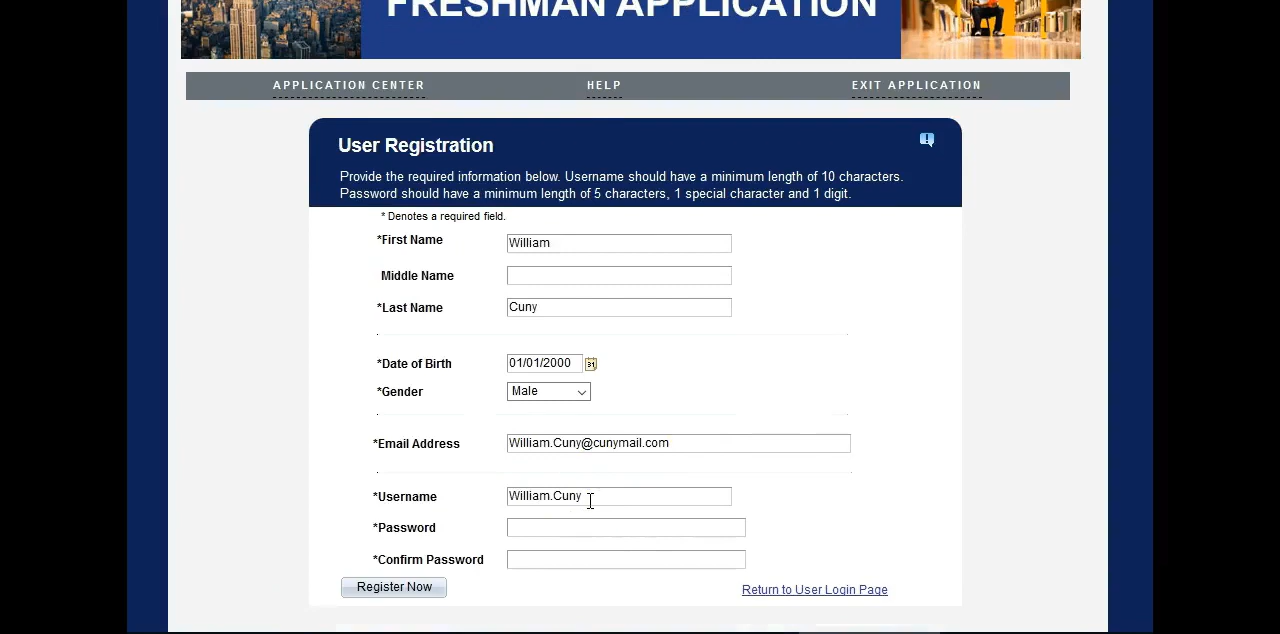 FRESHMAN APPLICATION
APPLICATION CENTER HELP EXIT APPLICATION
User Registration
Provide the required information below. Username should have a minimum length of 10 characters.
Password should have a minimum length of 5 characters, 1 special character and 1 digit.
* Denotes a required field.
*First Name William
Middle Name
*Last Name Cuny
*Date of Birth 01/01/2000 31
*Gender Male
*Email Address William.Cuny@cunymail.com
*Username William.Cuny
*Password
*Confirm Password
Register Now Return to User Login Page